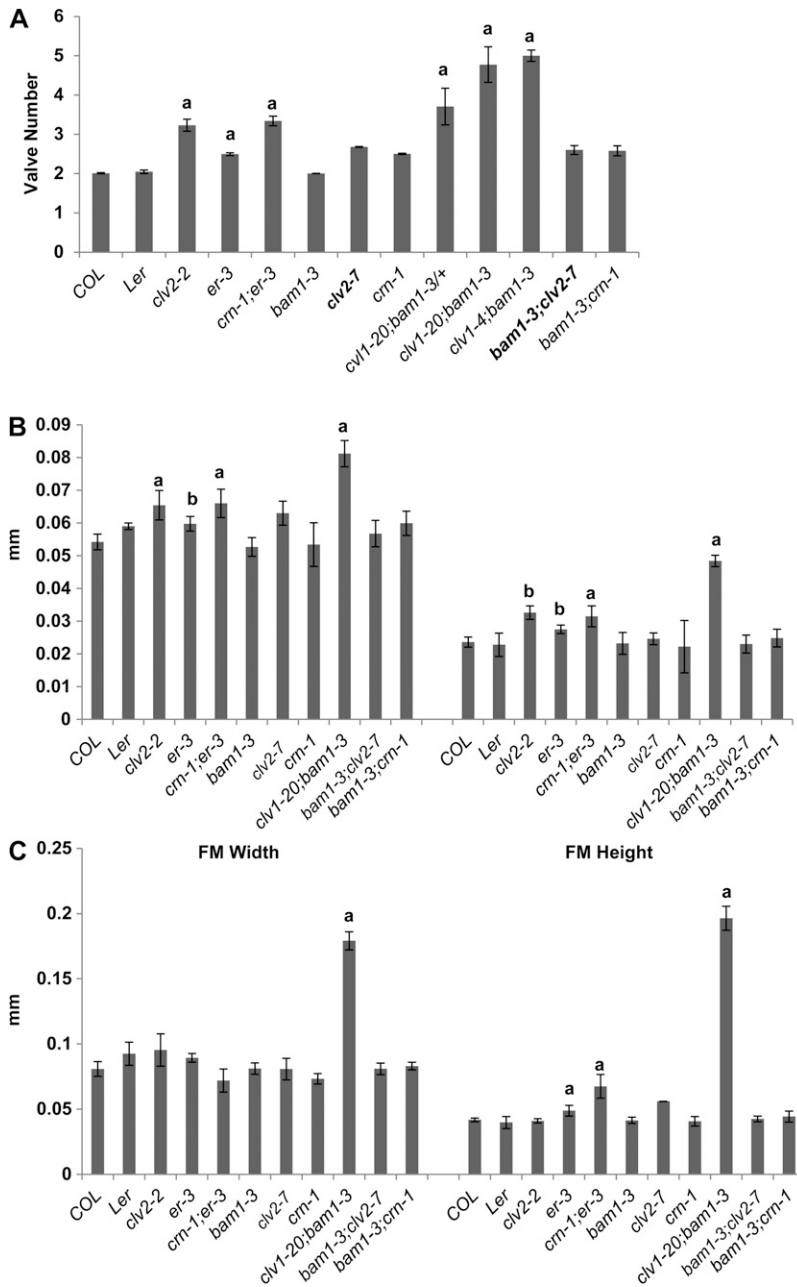 A
Valve Number
6
5
4
3
2
1
0
a
a
a
a
a
a
COL
Ler
clv2-2
er-3
crn-1;er-3
bam1-3
clv2-7
crn-1
cvl1-20;bam1-3/+
clv1-20;bam1-3
clv1-4;bam1-3
bam1-3;clv2-7
bam1-3;crn-1
B
mm
0.09
0.08
0.07
0.06
0.05
0.04
0.03
0.02
0.01
0
a
b
a
a
b
b
a
a
COL
Ler
clv2-2
er-3
crn-1;er-3
bam1-3
clv2-7
crn-1
clv1-20;bam1-3
bam1-3;clv2-7
bam1-3;crn-1
COL
Ler
clv2-2
er-3
crn-1;er-3
bam1-3
clv2-7
crn-1
clv1-20;bam1-3
bam1-3;clv2-7
bam1-3;crn-1
C
FM Width
FM Height
mm
0.25
0.2
0.15
0.1
0.05
0
a
a
a
a
COL
Ler
clv2-2
er-3
crn-1;er-3
bam1-3
clv2-7
crn-1
clv1-20;bam1-3
bam1-3;clv2-7
bam1-3;crn-1
COL
Ler
clv2-2
er-3
crn-1;er-3
bam1-3
clv2-7
crn-1
clv1-20;bam1-3
bam1-3;clv2-7
bam1-3;crn-1